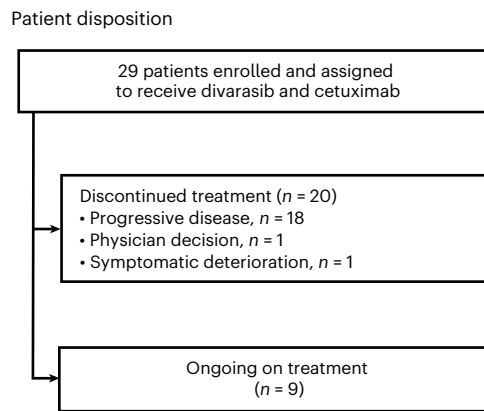 Patient disposition
29 patients enrolled and assigned
to receive divarasib and cetuximab
Discontinued treatment (n = 20)
• Progressive disease, n = 18
• Physician decision, n = 1
• Symptomatic deterioration, n = 1
Ongoing on treatment
(n = 9)